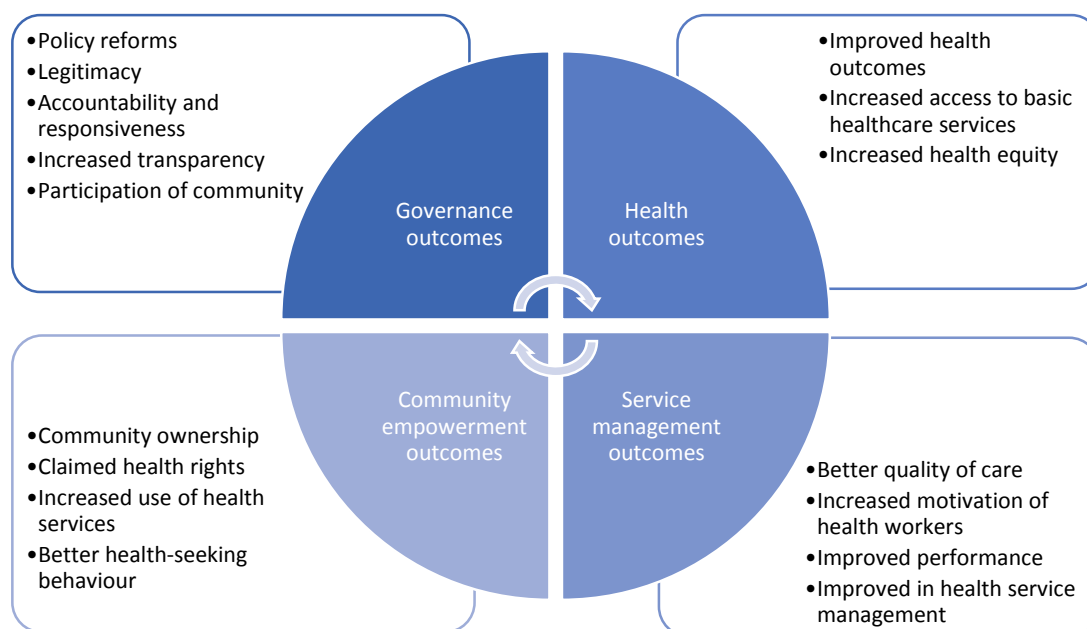 •Policy reforms
•Legitimacy
•Accountability and
responsiveness
•Increased transparency
•Participation of community
Governance
outcomes
•Improved health
outcomes
•Increased access to basic
healthcare services
•Increased health equity
Health
outcomes
•Community ownership
•Claimed health rights
•Increased use of health
services
•Better health-seeking
behaviour
Community
empowerment
outcomes
Service
management
outcomes
•Better quality of care
•Increased motivation of
health workers
•Improved performance
•Improved in health service
management